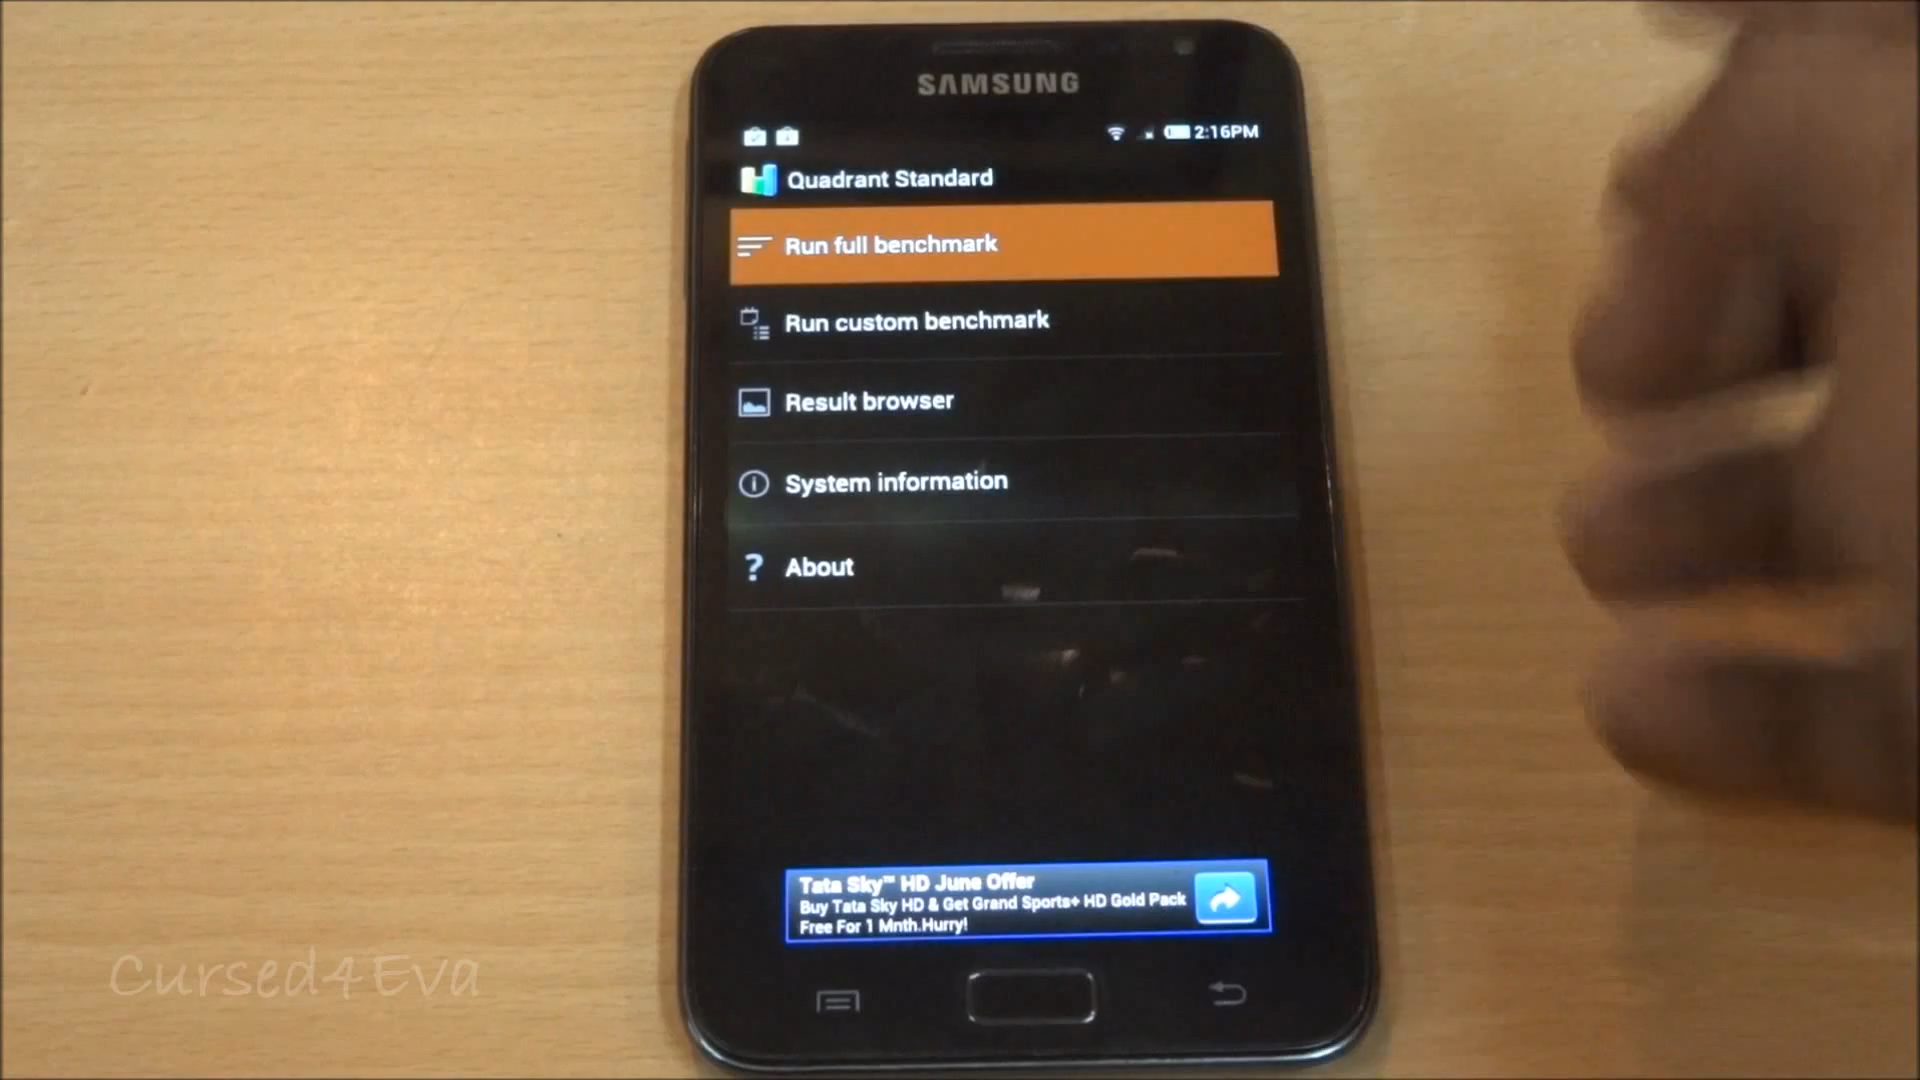 SAMSUNG
2:16PM
Quadrant Standard
Run full benchmark
Run custom benchmark
Result browser
System information
? About
Tata Sky™ HD June Offer
Buy Tata Sky HD & Get Grand Sports+ HD Gold Pack
Free For 1 Mnth.Hurry!
Cursed4Eva